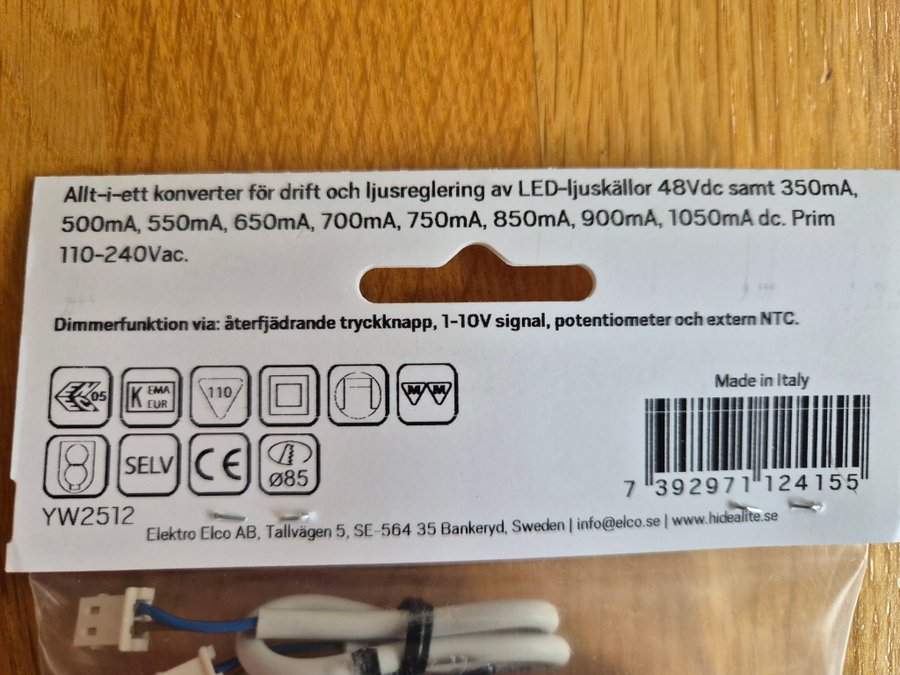 Allt-i-ett konverter för drift och ljusreglering av LED-ljuskällor 48Vdc samt 350mA,
500mA, 550mA, 650mA, 700mA, 750mA, 850mA, 900mA, 1050mA dc. Prim
110-240Vac.
Dimmerfunktion via: återfjädrande tryckknapp, 1-10V signal, potentiometer och extern NTC.
05 K EMA EUR 110 M M
Made in Italy
SELV CE ø85
7 392971 124155
YW2512
Elektro Elco AB, Tallvägen 5, SE-564 35 Bankeryd, Sweden | info@elco.se | www.hidealite.se